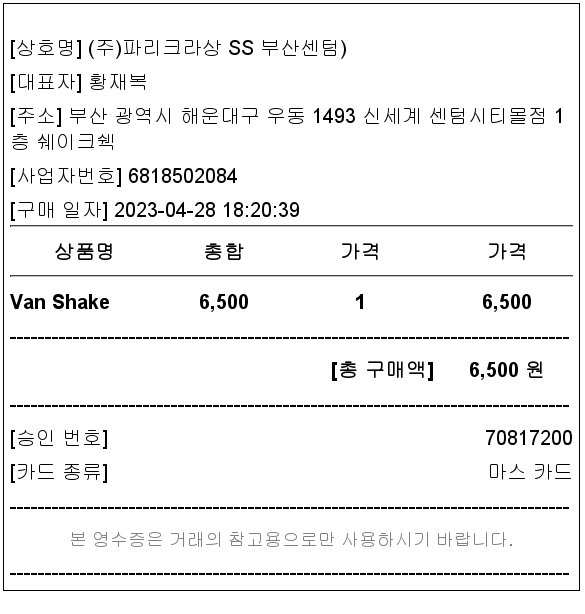 [상호명] (주)파리크라상 SS 부산센텀)
[대표자] 황재복
[주소] 부산 광역시 해운대구 우동 1493 신세계 센텀시티몰점 1
층 쉐이크쉑
[사업자번호] 6818502084
[구매 일자] 2023-04-28 18:20:39
상품명 총합 가격 가격
Van Shake 6,500 1 6,500
[총 구매액] 6,500 원
[승인 번호] 70817200
[카드 종류] 마스 카드
본 영수증은 거래의 참고용으로만 사용하시기 바랍니다.